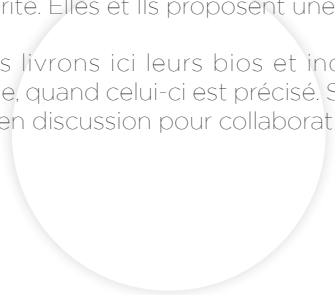 rité. Elles et Ils proposent une
s livrons ici leurs bios et
e, quand celui-ci est précisé.
en discussion pour collaborat